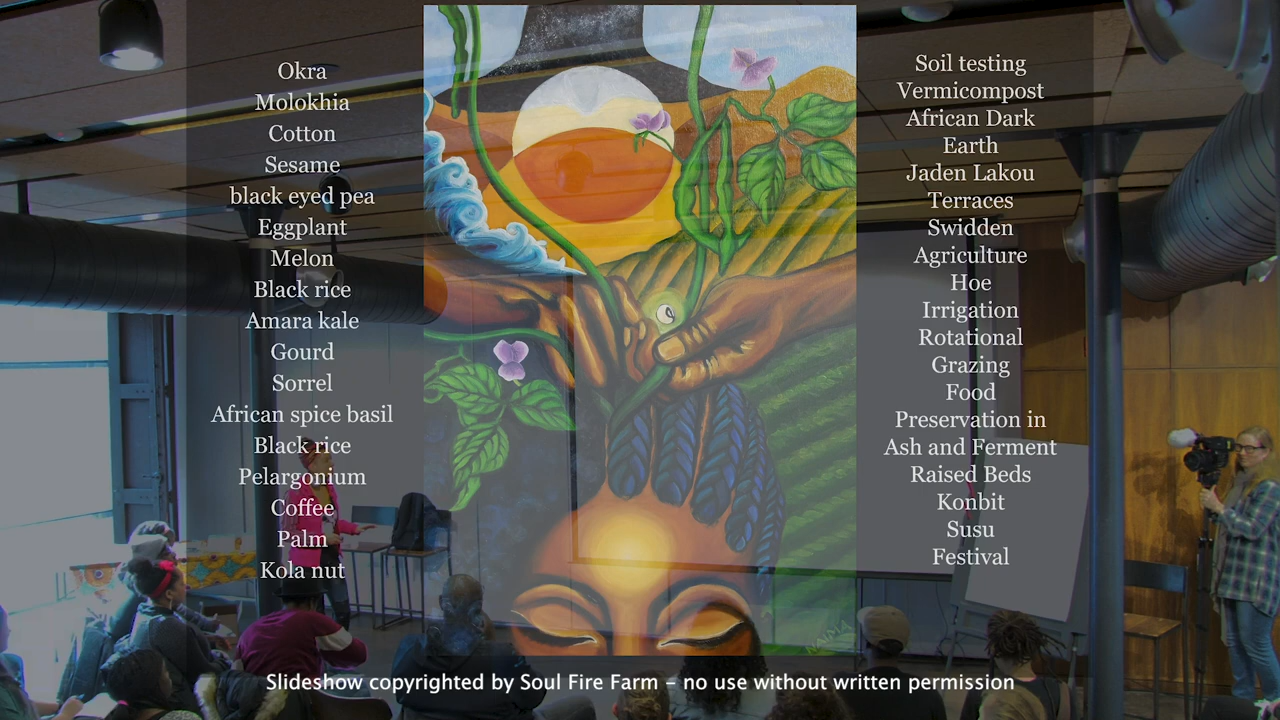 Okra
Molokhia
Cotton
Sesame
black eyed pea
Eggplant
Melon
Black rice
Amara kale
Gourd
Sorrel
African spice basil
Black rice
Pelargonium
Coffee
Palm
Kola nut
Soil testing
Vermicompost
African Dark
Earth
Jaden Lakou
Terraces
Swidden
Agriculture
Hoe
Irrigation
Rotational
Grazing
Food
Preservation in
Ash and Ferment
Raised Beds
Konbit
Susu
Festival
NAIMA
Slideshow copyrighted by Soul Fire Farm – no use without written permission